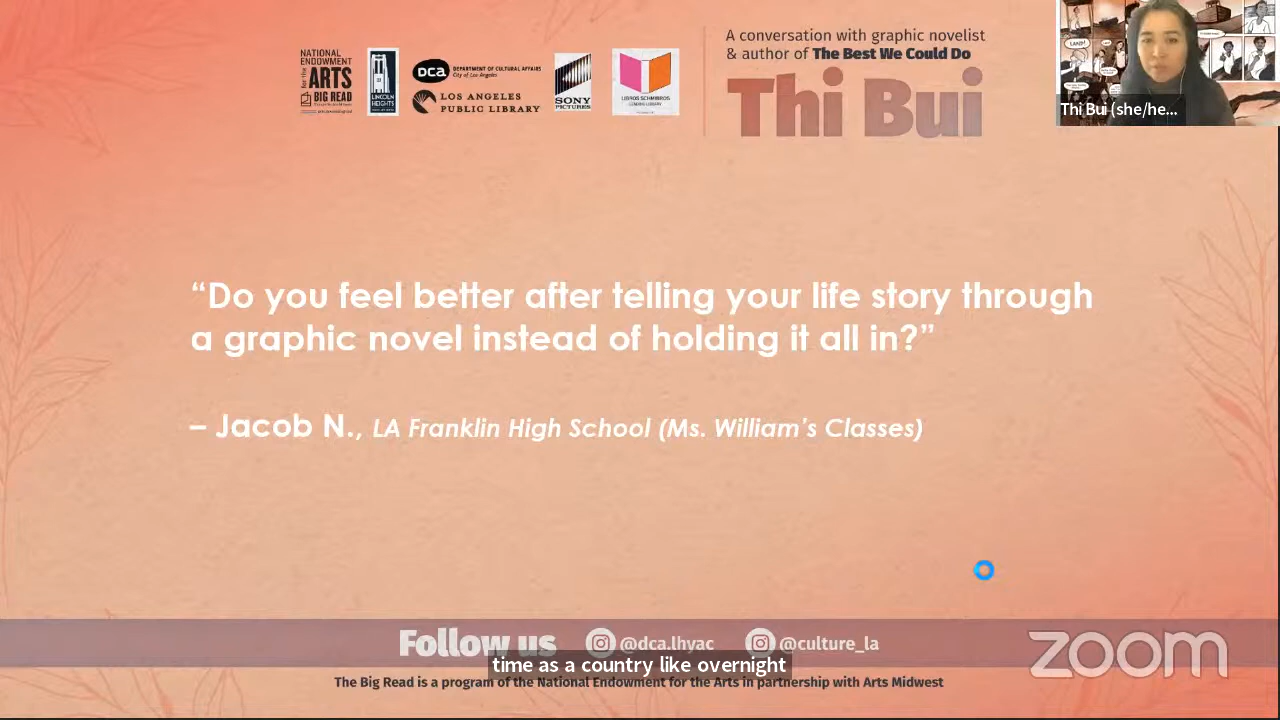 NATIONAL
ENDOWMENT
for the ARTS
BIG READ
LINCOLN
HEIGHTS
DCA DEPARTMENT OF CULTURAL AFFAIRS
City of Los Angeles
LOS ANGELES
PUBLIC LIBRARY
SONY
PICTURES
LIBROS SCHMIBROS
LENDING LIBRARY
A conversation with graphic novelist
& author of The Best We Could Do
Thi Bui
LAND!
Thi Bui (she/he...
“Do you feel better after telling your life story through
a graphic novel instead of holding it all in?”
– Jacob N., LA Franklin High School (Ms. William’s Classes)
Follow us @dca.lhyac @culture_la
zoom
time as a country like overnight
The Big Read is a program of the National Endowment for the Arts in partnership with Arts Midwest